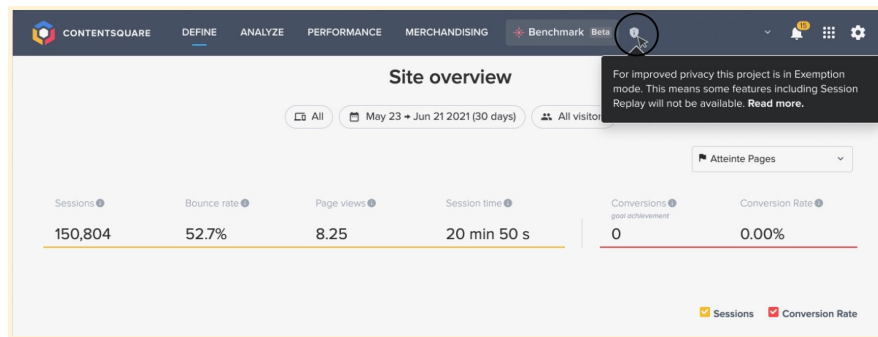 CONTENTSQUARE DEFINE ANALYZE PERFORMANCE MERCHANDISING Benchmark Beta 15
Site overview
For improved privacy this project is in Exemption
mode. This means some features including Session
Replay will not be available. Read more.
All May 23 → Jun 21 2021 (30 days) All visitor
Atteinte Pages
Sessions Bounce rate Page views Session time Conversions Conversion Rate
goal achievement
150,804 52.7% 8.25 20 min 50 s 0 0.00%
Sessions Conversion Rate